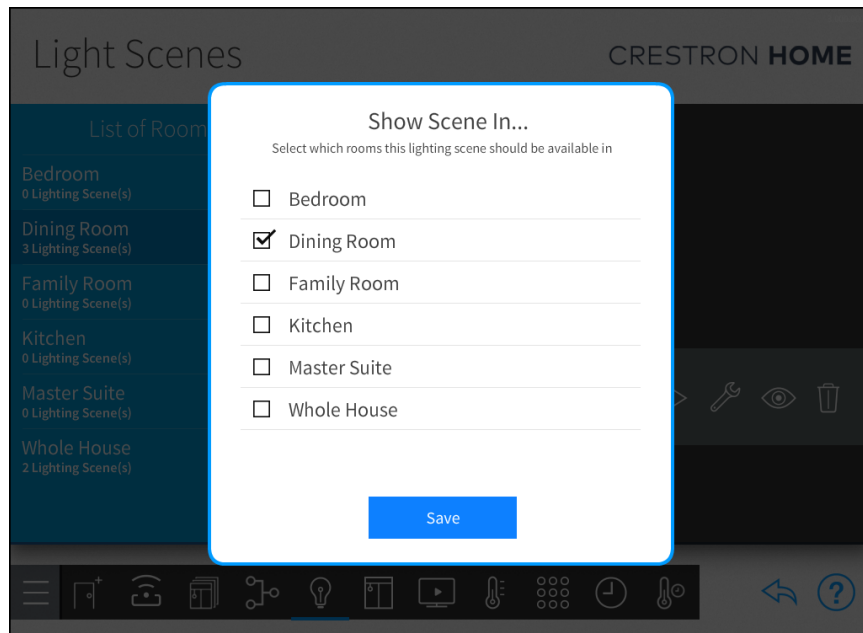 Light Scenes
CRESTRON HOME
List of Room
Bedroom
0 Lighting Scene(s)
Dining Room
3 Lighting Scene(s)
Family Room
0 Lighting Scene(s)
Kitchen
0 Lighting Scene(s)
Master Suite
0 Lighting Scene(s)
Whole House
2 Lighting Scene(s)
Show Scene In...
Select which rooms this lighting scene should be available in
Bedroom
Dining Room
Family Room
Kitchen
Master Suite
Whole House
Save
?